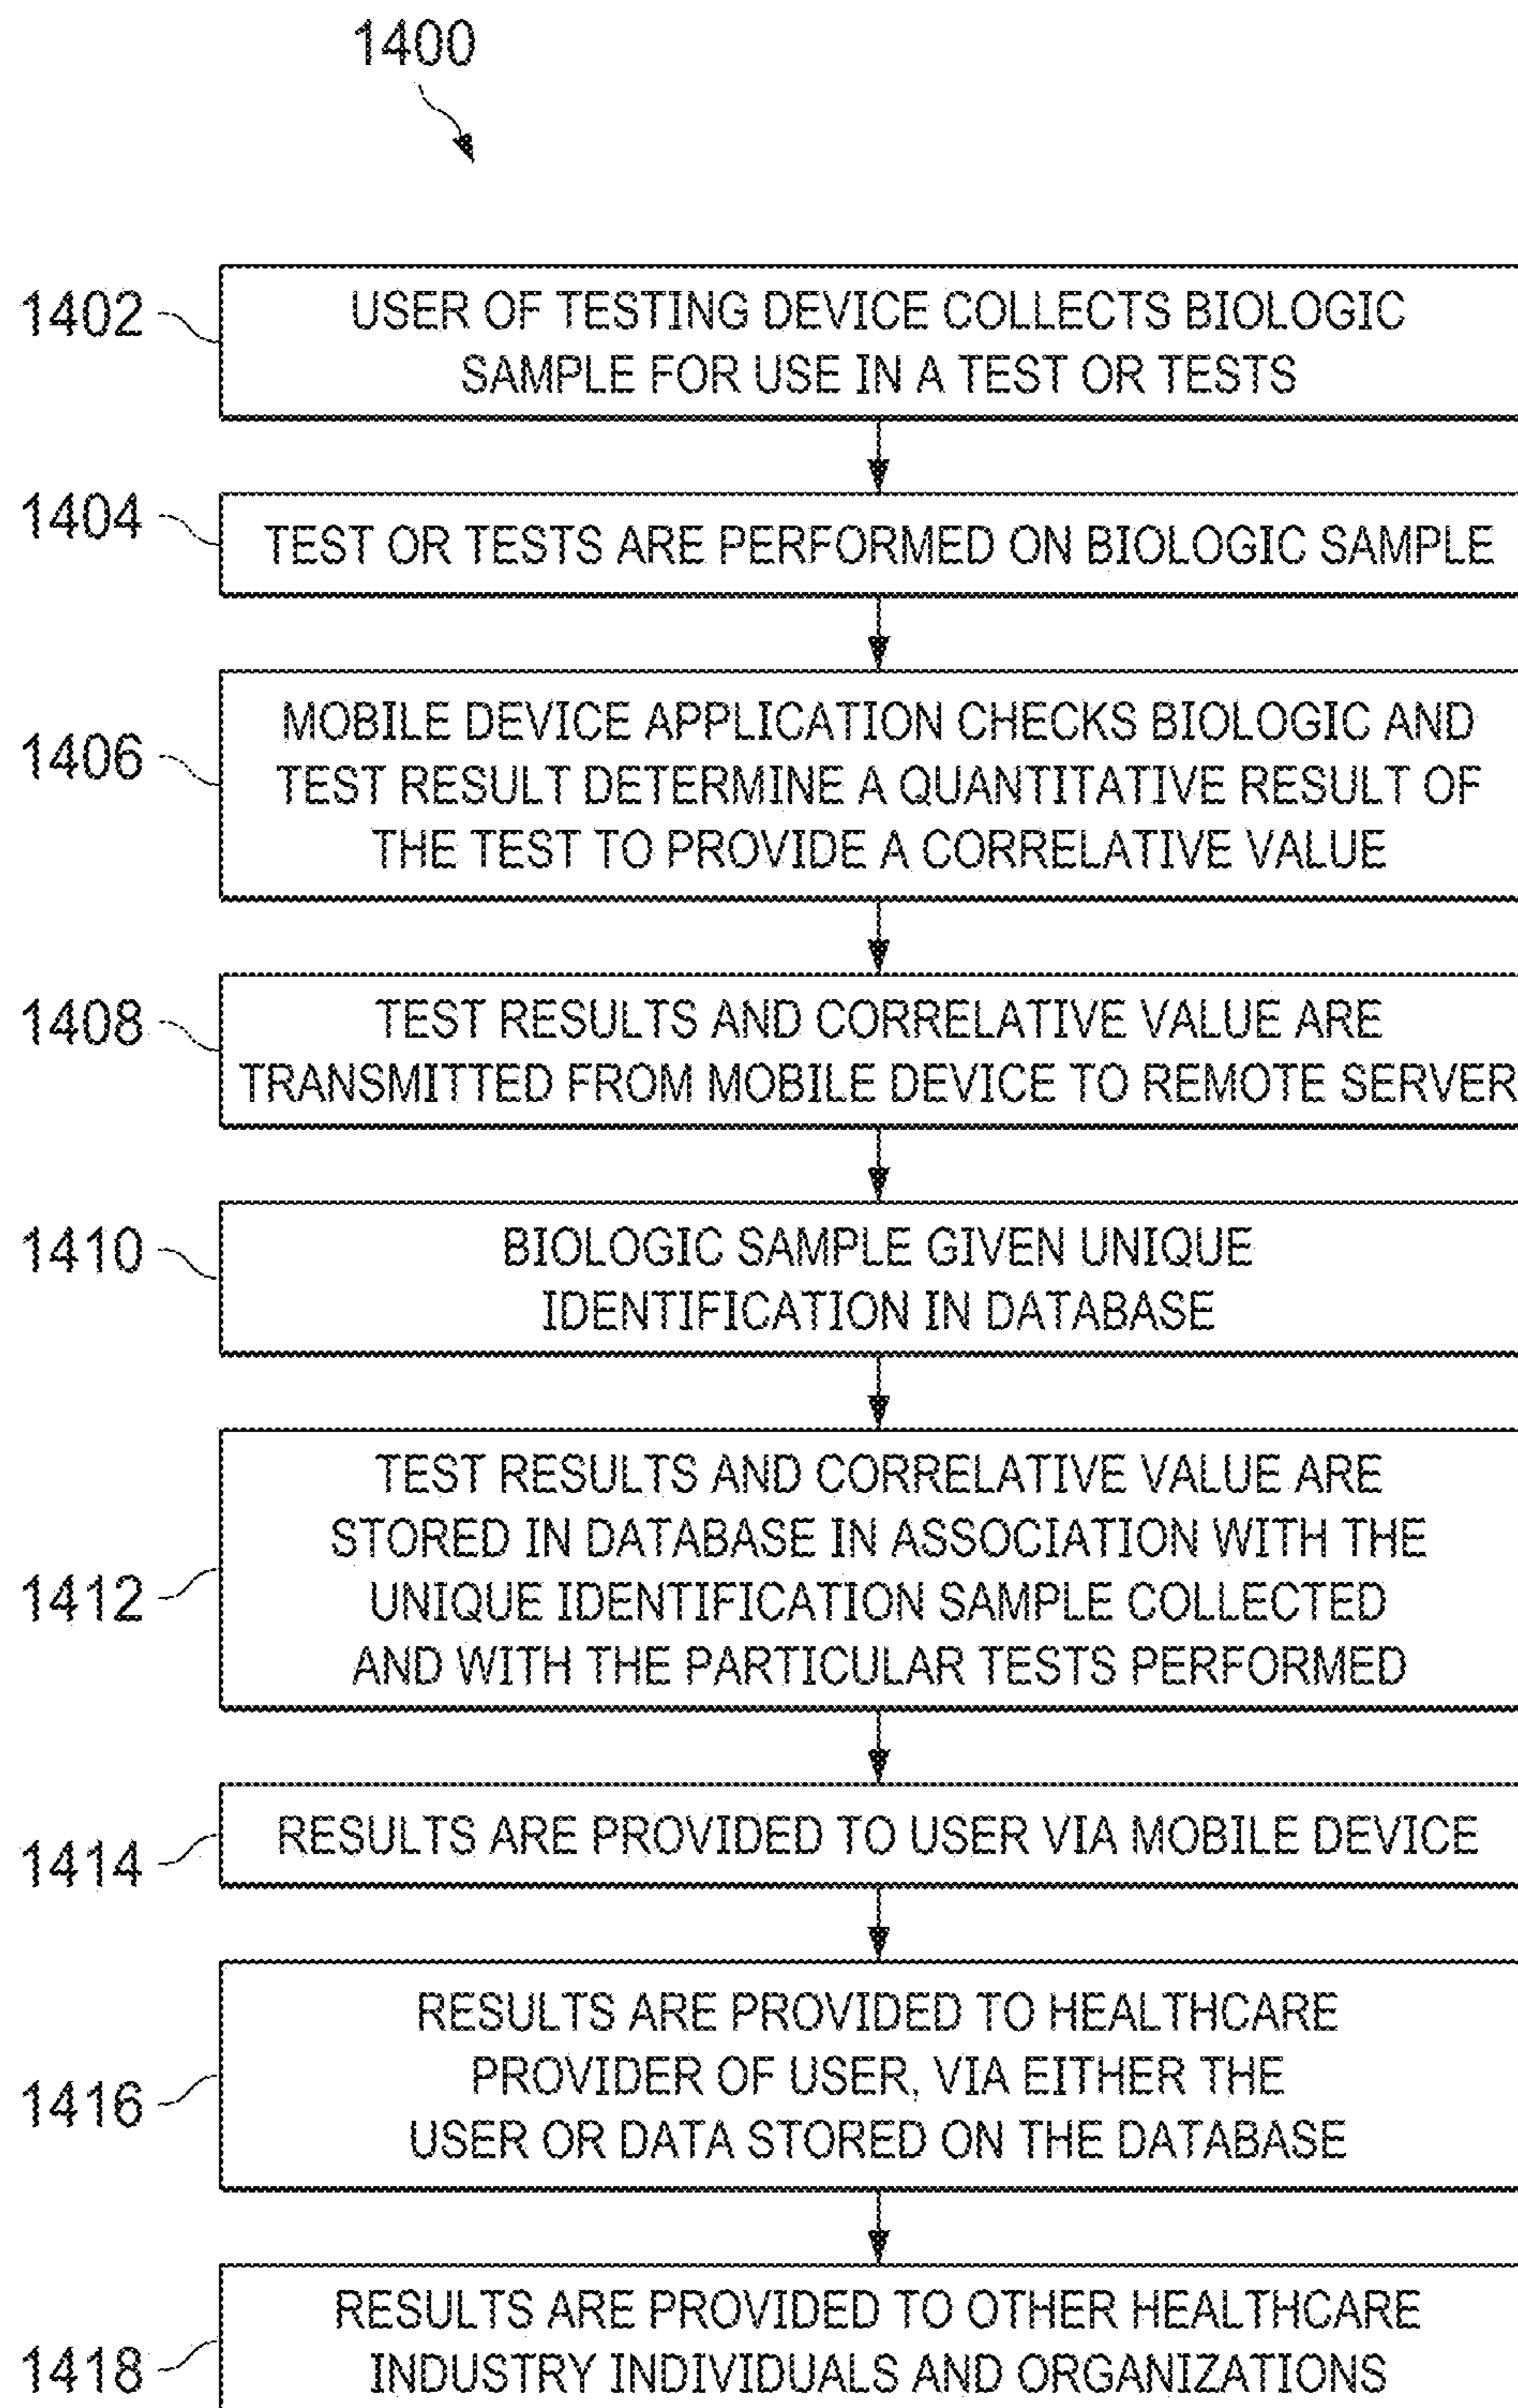 1400
1402
USER OF TESTING DEVICE COLLECTS BIOLOGIC
SAMPLE FOR USE IN A TEST OR TESTS
1404
TEST OR TESTS ARE PERFORMED ON BIOLOGIC SAMPLE
1406
MOBILE DEVICE APPLICATION CHECKS BIOLOGIC AND
TEST RESULT DETERMINE A QUANTITATIVE RESULT OF
THE TEST TO PROVIDE A CORRELATIVE VALUE
1408
TEST RESULTS AND CORRELATIVE VALUE ARE
TRANSMITTED FROM MOBILE DEVICE TO REMOTE SERVER
1410
BIOLOGIC SAMPLE GIVEN UNIQUE
IDENTIFICATION IN DATABASE
1412
TEST RESULTS AND CORRELATIVE VALUE ARE
STORED IN DATABASE IN ASSOCIATION WITH THE
UNIQUE IDENTIFICATION SAMPLE COLLECTED
AND WITH THE PARTICULAR TESTS PERFORMED
1414
RESULTS ARE PROVIDED TO USER VIA MOBILE DEVICE
1416
RESULTS ARE PROVIDED TO HEALTHCARE
PROVIDER OF USER, VIA EITHER THE
USER OR DATA STORED ON THE DATABASE
1418
RESULTS ARE PROVIDED TO OTHER HEALTHCARE
INDUSTRY INDIVIDUALS AND ORGANIZATIONS